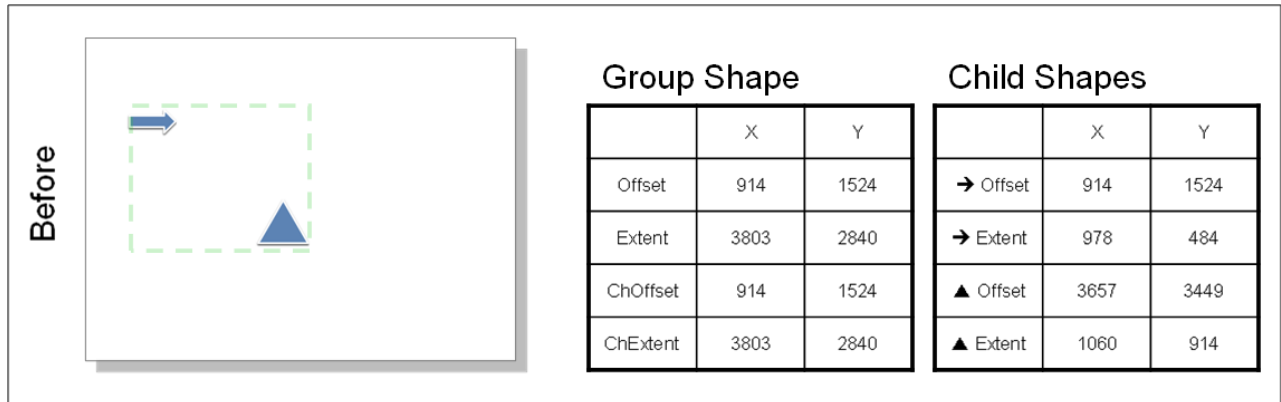 Before
Group Shape
X Y
Offset 914 1524
Extent 3803 2840
ChOffset 914 1524
ChExtent 3803 2840
Child Shapes
X Y
➔ Offset 914 1524
➔ Extent 978 484
▲ Offset 3657 3449
▲ Extent 1060 914